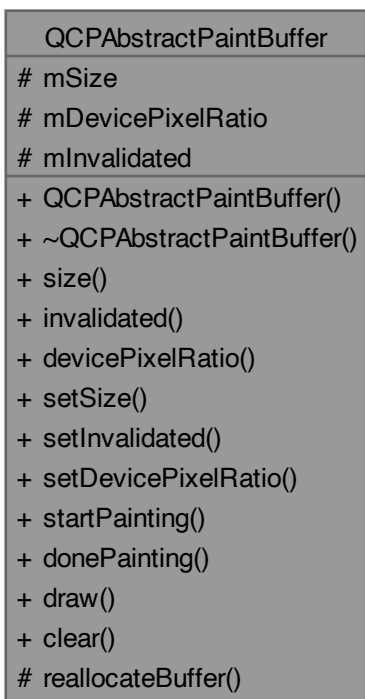 QCPAbstractPaintBuffer
# mSize
# mDevicePixelRatio
# mInvalidated
+ QCPAbstractPaintBuffer()
+ ~QCPAbstractPaintBuffer()
+ size()
+ invalidated()
+ devicePixelRatio()
+ setSize()
+ setInvalidated()
+ setDevicePixelRatio()
+ startPainting()
+ donePainting()
+ draw()
+ clear()
# reallocateBuffer()